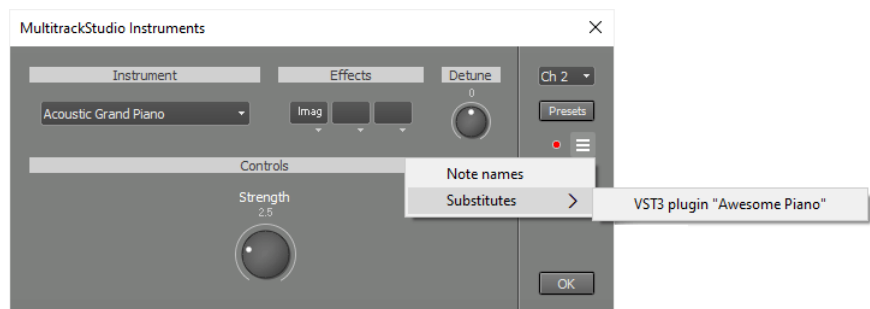 MultitrackStudio Instruments
Instrument
Effects
Detune
0
Ch 2
Acoustic Grand Piano
Imag
Presets
Controls
Note names
Strength
2.5
Substitutes
VST3 plugin "Awesome Piano"
OK